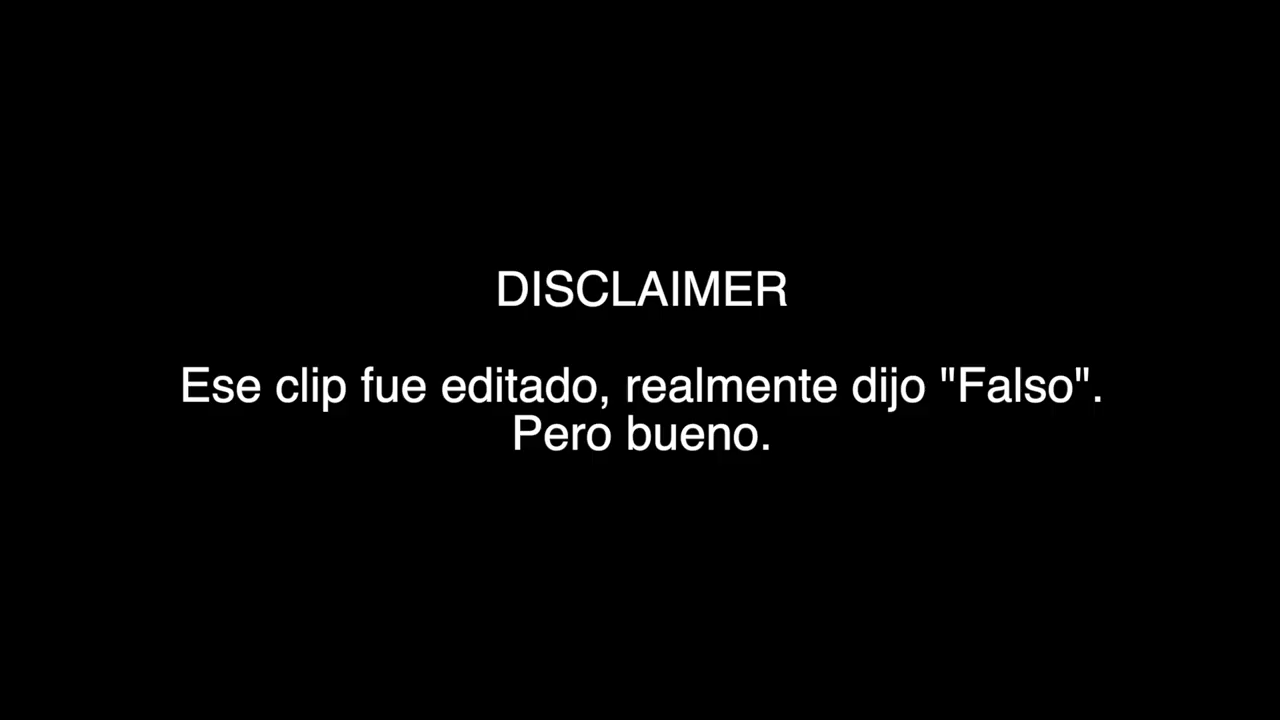 DISCLAIMER
Ese clip fue editado, realmente dijo "Falso".
Pero bueno.